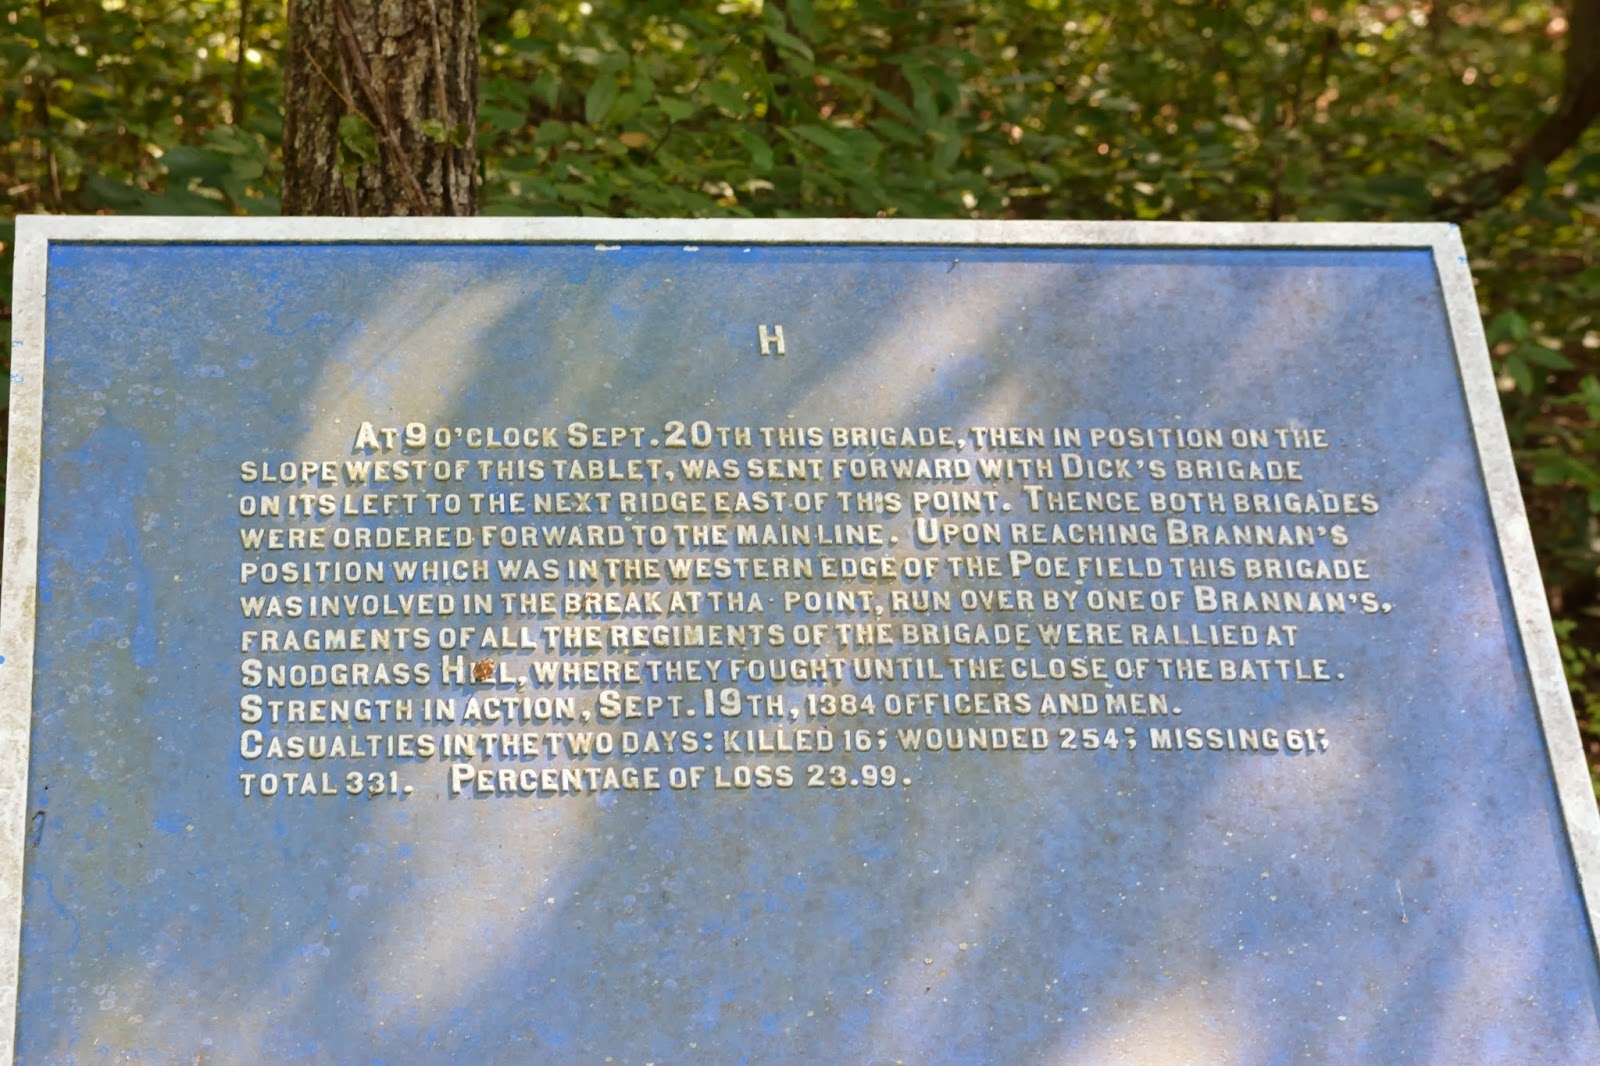 H
AT 9 O'CLOCK SEPT. 20TH THIS BRIGADE, THEN IN POSITION ON THE
SLOPE WEST OF THIS TABLET, WAS SENT FORWARD WITH DICK'S BRIGADE
ON ITS LEFT TO THE NEXT RIDGE EAST OF THIS POINT. THENCE BOTH BRIGADES
WERE ORDERED FORWARD TO THE MAIN LINE. UPON REACHING BRANNAN'S
POSITION WHICH WAS IN THE WESTERN EDGE OF THE POE FIELD THIS BRIGADE
WAS INVOLVED IN THE BREAK AT THA POINT, RUN OVER BY ONE OF BRANNAN'S,
FRAGMENTS OF ALL THE REGIMENTS OF THE BRIGADE WERE RALLIED AT
SNODGRASS HILL, WHERE THEY FOUGHT UNTIL THE CLOSE OF THE BATTLE.
STRENGTH IN ACTION, SEPT. 19TH, 1384 OFFICERS AND MEN.
CASUALTIES IN THE TWO DAYS: KILLED 16; WOUNDED 254; MISSING 61;
TOTAL 331. PERCENTAGE OF LOSS 23.99.